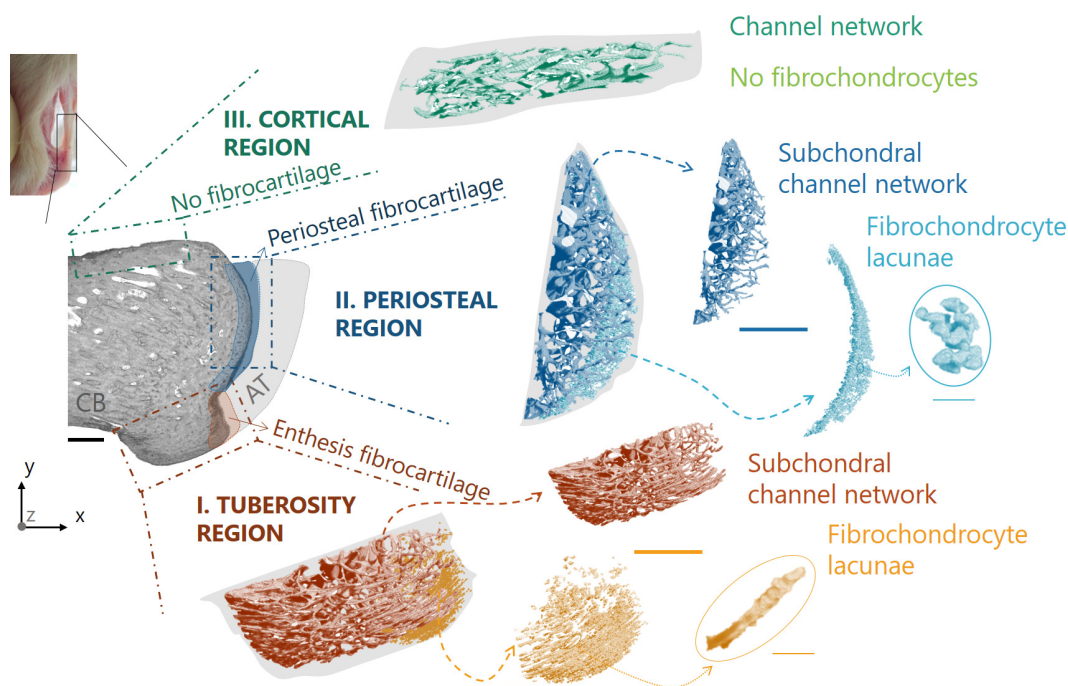 Channel network
No fibrochondrocytes
III. CORTICAL
REGION
No fibrocartilage
Subchondral
channel network
Periosteal fibrocartilage
Fibrochondrocyte
lacunae
II. PERIOSTEAL
REGION
CB
AT
Enthesis fibrocartilage
Subchondral
channel network
y
z
x
I. TUBEROSITY
REGION
Fibrochondrocyte
lacunae